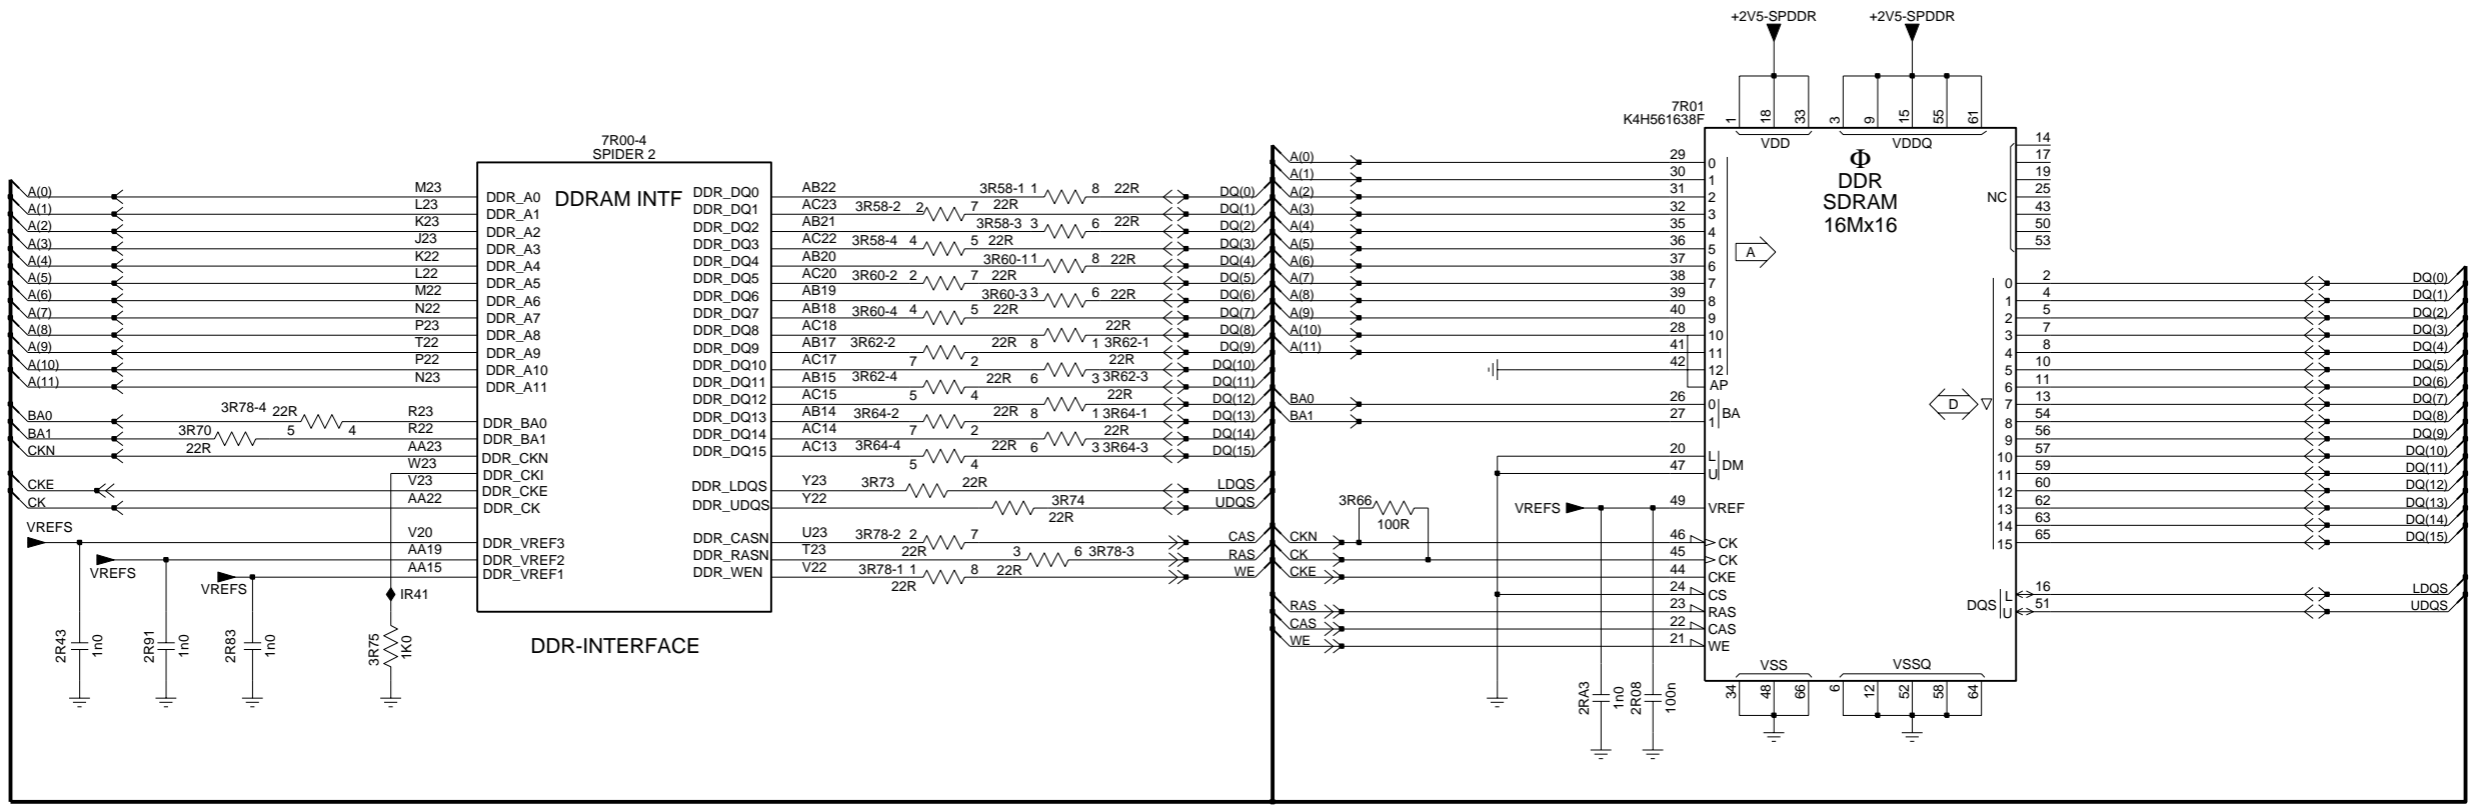 +2V5-SPDDR +2V5-SPDDR
7R01
K4H561638F
1 18 33 3 9 15 55 61
VDD VDDQ
Φ
DDR
SDRAM
16Mx16
NC
14
17
19
25
43
50
53
7R00-4
SPIDER 2
DDRAM INTF
A(0) M23 DDR_A0
A(1) L23 DDR_A1
A(2) K23 DDR_A2
A(3) J23 DDR_A3
A(4) K22 DDR_A4
A(5) L22 DDR_A5
A(6) M22 DDR_A6
A(7) N22 DDR_A7
A(8) P23 DDR_A8
A(9) T22 DDR_A9
A(10) P22 DDR_A10
A(11) N23 DDR_A11
BA0 3R78-4 22R 5 4 R23 DDR_BA0
BA1 3R70 22R R22 DDR_BA1
CKN AA23 DDR_CKN
W23 DDR_CKI
CKE V23 DDR_CKE
CK AA22 DDR_CK
VREFS V20 DDR_VREF3
VREFS AA19 DDR_VREF2
VREFS AA15 DDR_VREF1
IR41
2R43 1n0
2R91 1n0
2R83 1n0
3R75 1K0
DDR_DQ0 AB22 3R58-1 1 8 22R DQ(0)
DDR_DQ1 AC23 3R58-2 2 7 22R DQ(1)
DDR_DQ2 AB21 3R58-3 3 6 22R DQ(2)
DDR_DQ3 AC22 3R58-4 4 5 22R DQ(3)
DDR_DQ4 AB20 3R60-1 1 8 22R DQ(4)
DDR_DQ5 AC20 3R60-2 2 7 22R DQ(5)
DDR_DQ6 AB19 3R60-3 3 6 22R DQ(6)
DDR_DQ7 AB18 3R60-4 4 5 22R DQ(7)
DDR_DQ8 AC18 22R DQ(8)
DDR_DQ9 AB17 3R62-2 22R 8 1 3R62-1 DQ(9)
DDR_DQ10 AC17 7 2 22R DQ(10)
DDR_DQ11 AB15 3R62-4 22R 6 3 3R62-3 DQ(11)
DDR_DQ12 AC15 5 4 22R DQ(12)
DDR_DQ13 AB14 3R64-2 22R 8 1 3R64-1 DQ(13)
DDR_DQ14 AC14 7 2 22R DQ(14)
DDR_DQ15 AC13 3R64-4 22R 6 3 3R64-3 DQ(15)
5 4
DDR_LDQS Y23 3R73 22R LDQS
DDR_UDQS Y22 3R74 22R UDQS
DDR_CASN U23 3R78-2 2 7 22R CAS
DDR_RASN T23 3 6 3R78-3 22R RAS
DDR_WEN V22 3R78-1 1 8 22R WE
DDR-INTERFACE
A(0) 29 0
A(1) 30 1
A(2) 31 2
A(3) 32 3
A(4) 35 4
A(5) 36 5
A(6) 37 6
A(7) 38 7
A(8) 39 8
A(9) 40 9
A(10) 28 10
A(11) 41 11
42 12
AP
A
BA0 26 0
BA1 27 1
BA
20 L
47 U
DM
VREFS 49 VREF
3R66
100R
CKN 46 CK
CK 45 CK
CKE 44 CKE
24 CS
RAS 23 RAS
CAS 22 CAS
WE 21 WE
2RA3 1n0
2R08 100n
D
0 2 DQ(0)
1 4 DQ(1)
2 5 DQ(2)
3 7 DQ(3)
4 8 DQ(4)
5 10 DQ(5)
6 11 DQ(6)
7 13 DQ(7)
8 54 DQ(8)
9 56 DQ(9)
10 57 DQ(10)
11 59 DQ(11)
12 60 DQ(12)
13 62 DQ(13)
14 63 DQ(14)
15 65 DQ(15)
DQS
L 16 LDQS
U 51 UDQS
VSS VSSQ
34 48 66 6 12 52 58 64